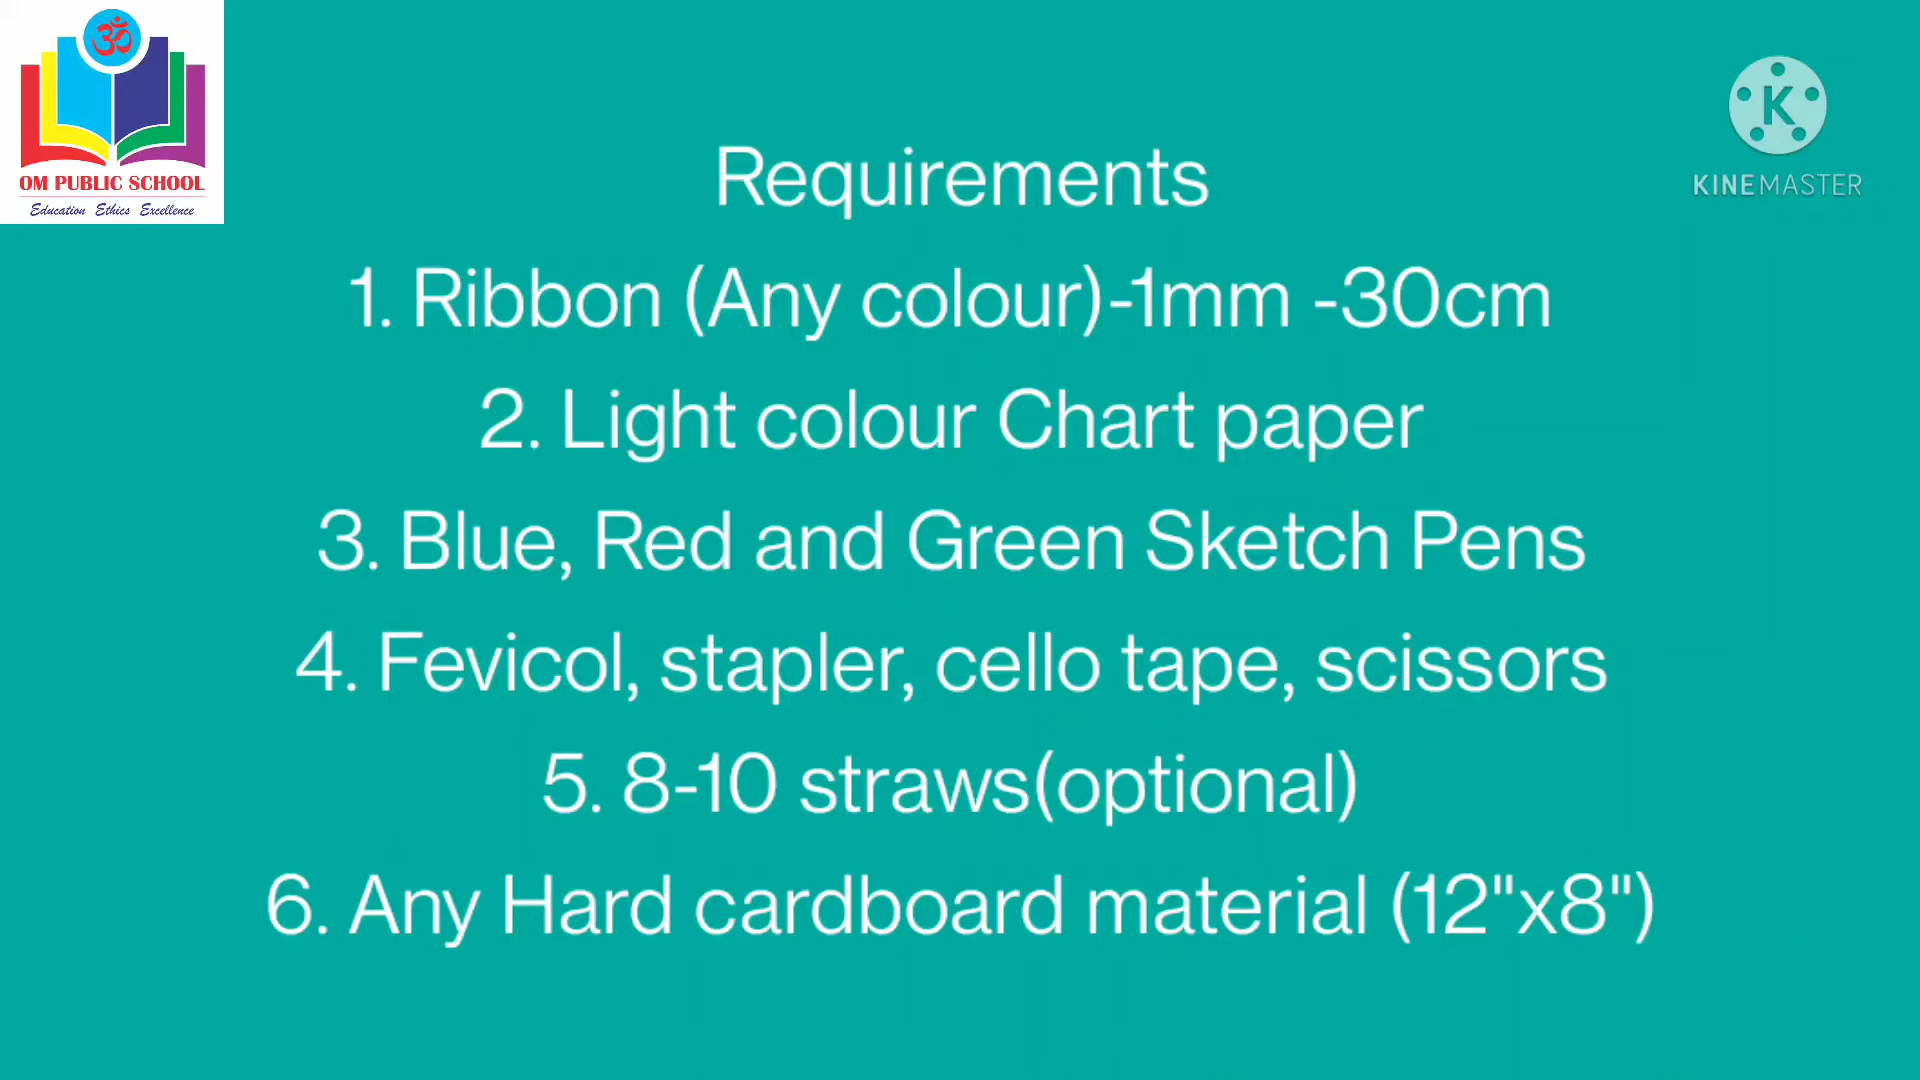 ॐ
OM PUBLIC SCHOOL
Education Ethics Excellence
K
KINEMASTER
Requirements
1. Ribbon (Any colour)-1mm -30cm
2. Light colour Chart paper
3. Blue, Red and Green Sketch Pens
4. Fevicol, stapler, cello tape, scissors
5. 8-10 straws(optional)
6. Any Hard cardboard material (12"x8")